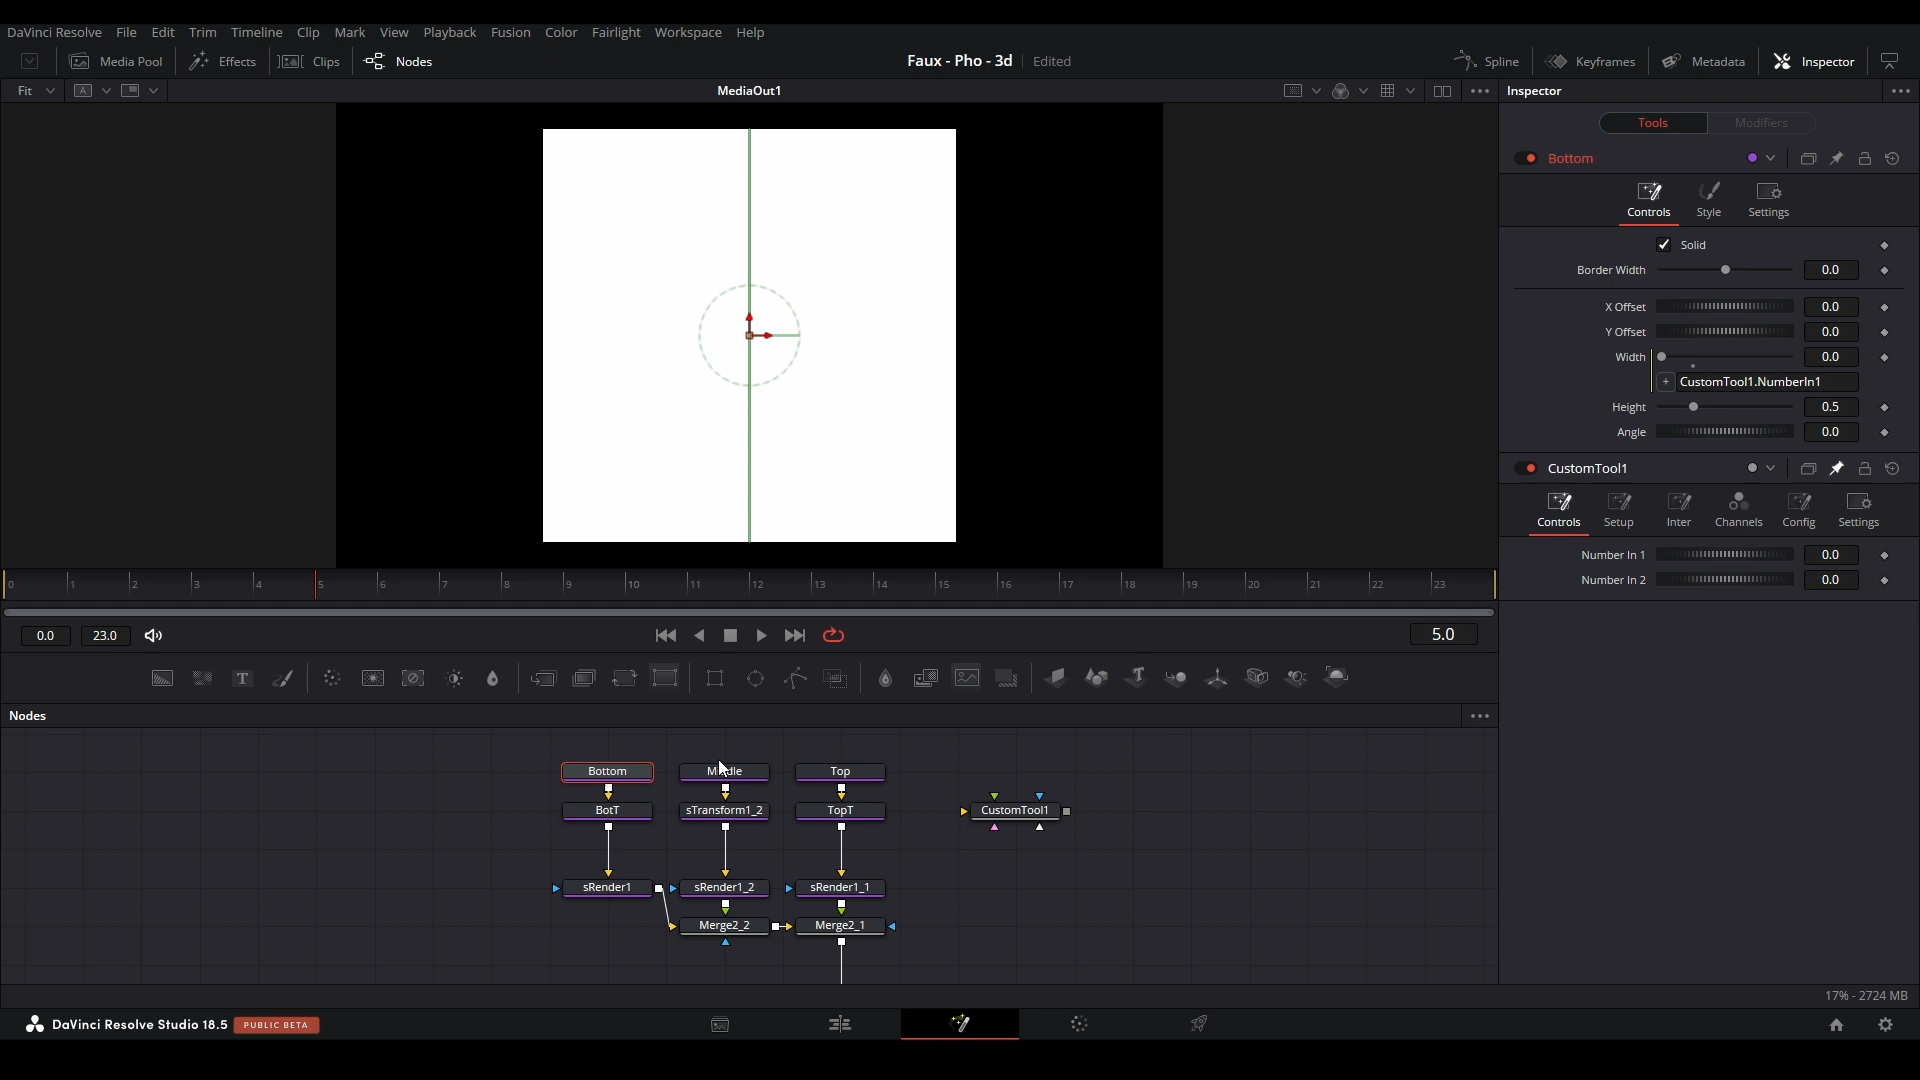 DaVinci Resolve File Edit Trim Timeline Clip Mark View Playback Fusion Color Fairlight Workspace Help
Media Pool Effects Clips Nodes Faux - Pho - 3d Edited Spline Keyframes Metadata Inspector
Fit A MediaOut1 Inspector
Tools Modifiers
Bottom
Controls Style Settings
Solid
Border Width 0.0
X Offset 0.0
Y Offset 0.0
Width 0.0
+ CustomTool1.NumberIn1
Height 0.5
Angle 0.0
CustomTool1
Controls Setup Inter Channels Config Settings
Number In 1 0.0
Number In 2 0.0
0 1 2 3 4 5 6 7 8 9 10 11 12 13 14 15 16 17 18 19 20 21 22 23
0.0 23.0 5.0
T T
Nodes
Bottom Middle Top
BotT sTransform1_2 TopT CustomTool1
sRender1 sRender1_2 sRender1_1
Merge2_2 Merge2_1
17% - 2724 MB
DaVinci Resolve Studio 18.5 PUBLIC BETA